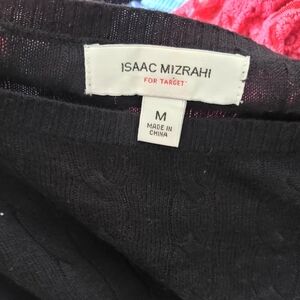 ISAAC MIZRAHI
FOR TARGET
M
MADE IN
CHINA